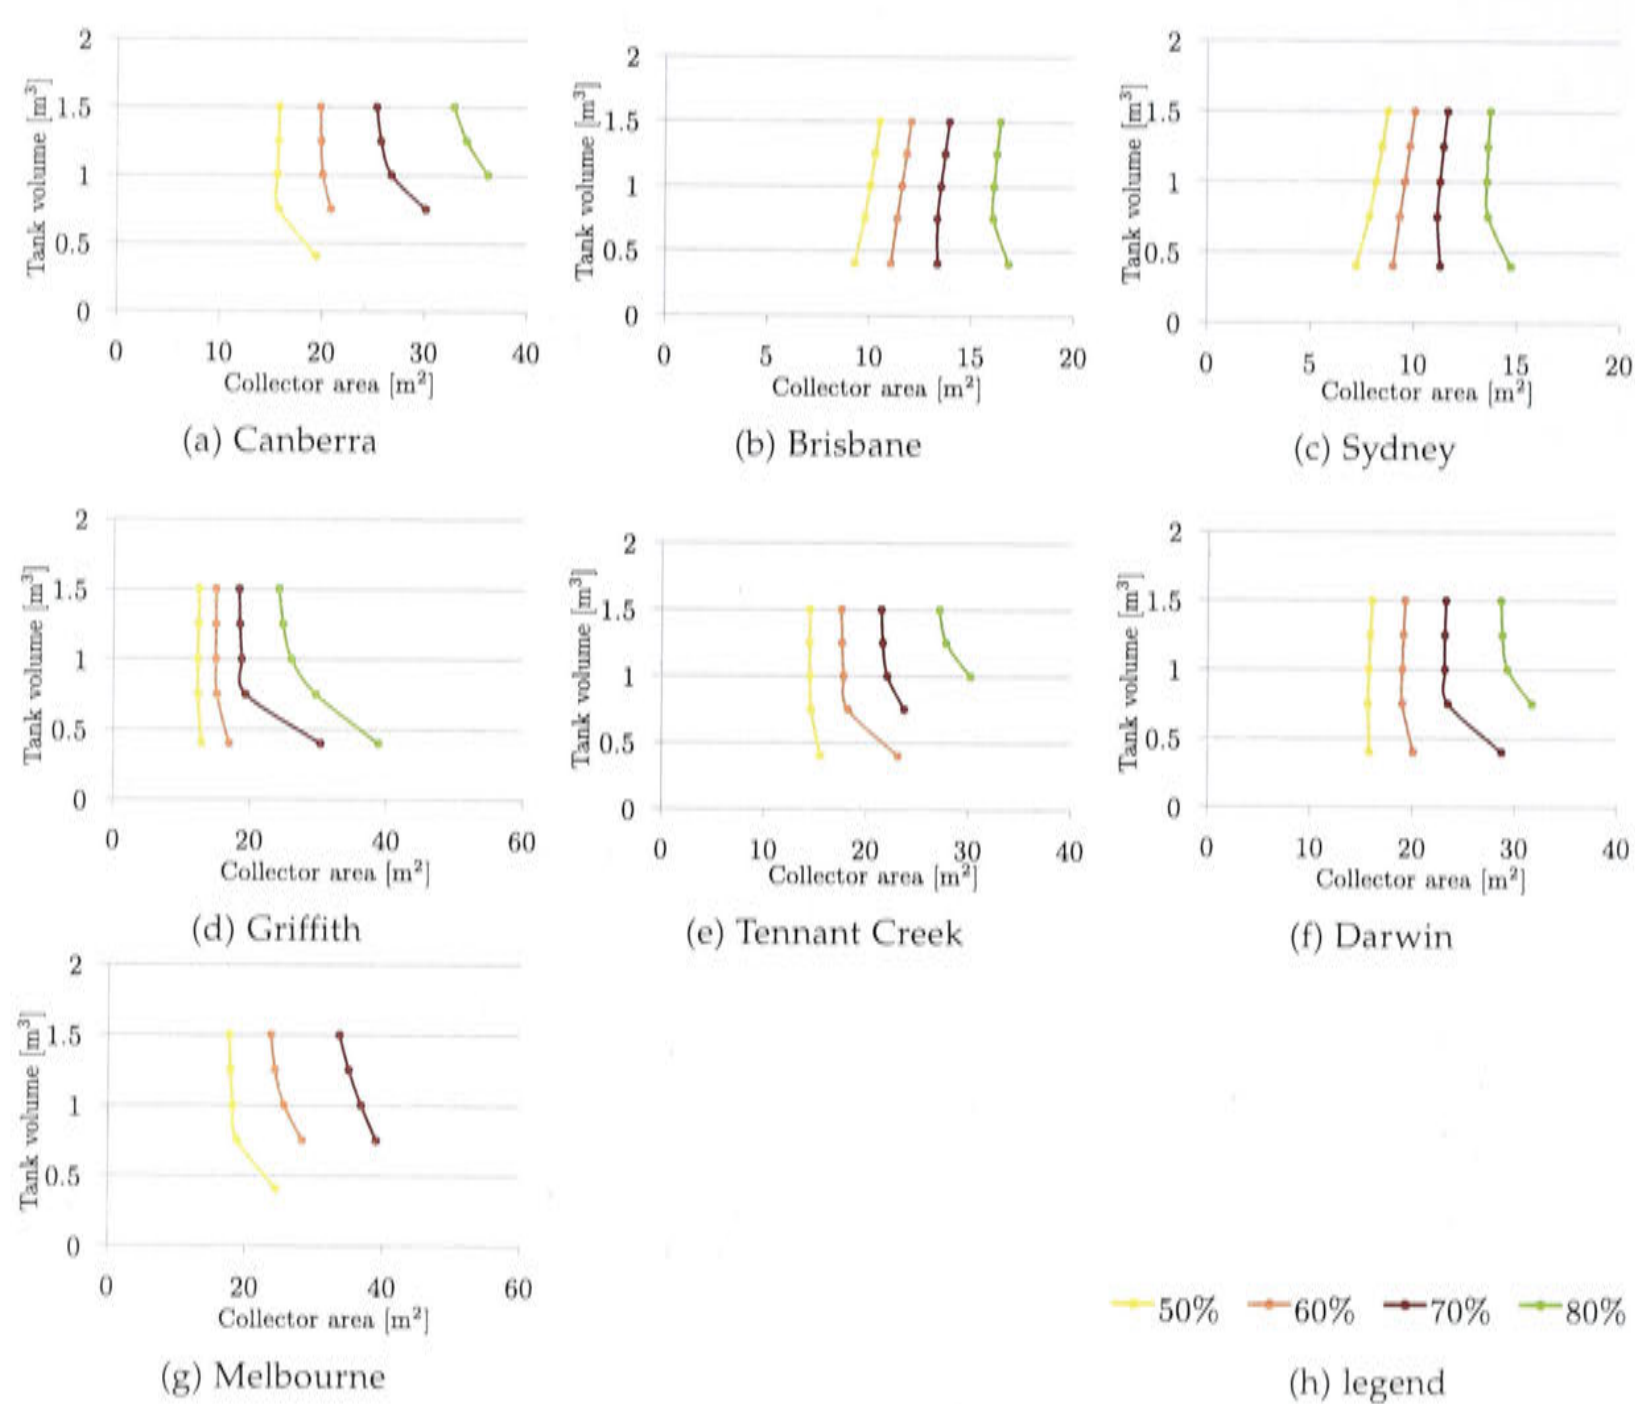 2
1.5
1
0.5
0
Tank volume [m³]
0 10 20 30 40
Collector area [m²]
(a) Canberra
2
1.5
1
0.5
0
Tank volume [m³]
0 5 10 15 20
Collector area [m²]
(b) Brisbane
2
1.5
1
0.5
0
Tank volume [m³]
0 5 10 15 20
Collector area [m²]
(c) Sydney
2
1.5
1
0.5
0
Tank volume [m³]
0 20 40 60
Collector area [m²]
(d) Griffith
2
1.5
1
0.5
0
Tank volume [m³]
0 10 20 30 40
Collector area [m²]
(e) Tennant Creek
2
1.5
1
0.5
0
Tank volume [m³]
0 10 20 30 40
Collector area [m²]
(f) Darwin
2
1.5
1
0.5
0
Tank volume [m³]
0 20 40 60
Collector area [m²]
(g) Melbourne
50% 60% 70% 80%
(h) legend